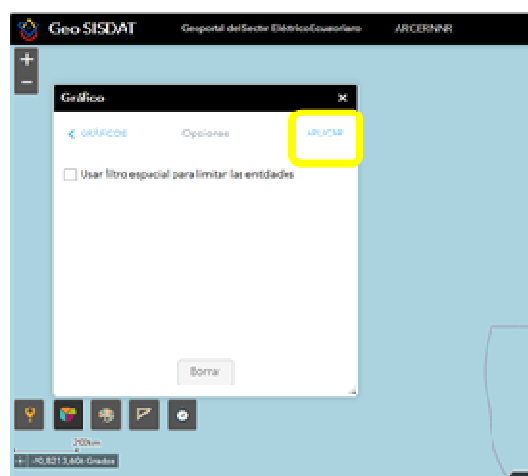 Geo SISDAT Geoportal del Sector Eléctrico Ecuatoriano ARCERNNR
+
−
Gráfico ×
< GRÁFICOS Opciones APLICAR
Usar filtro espacial para limitar las entidades
Borrar
200km
Grados